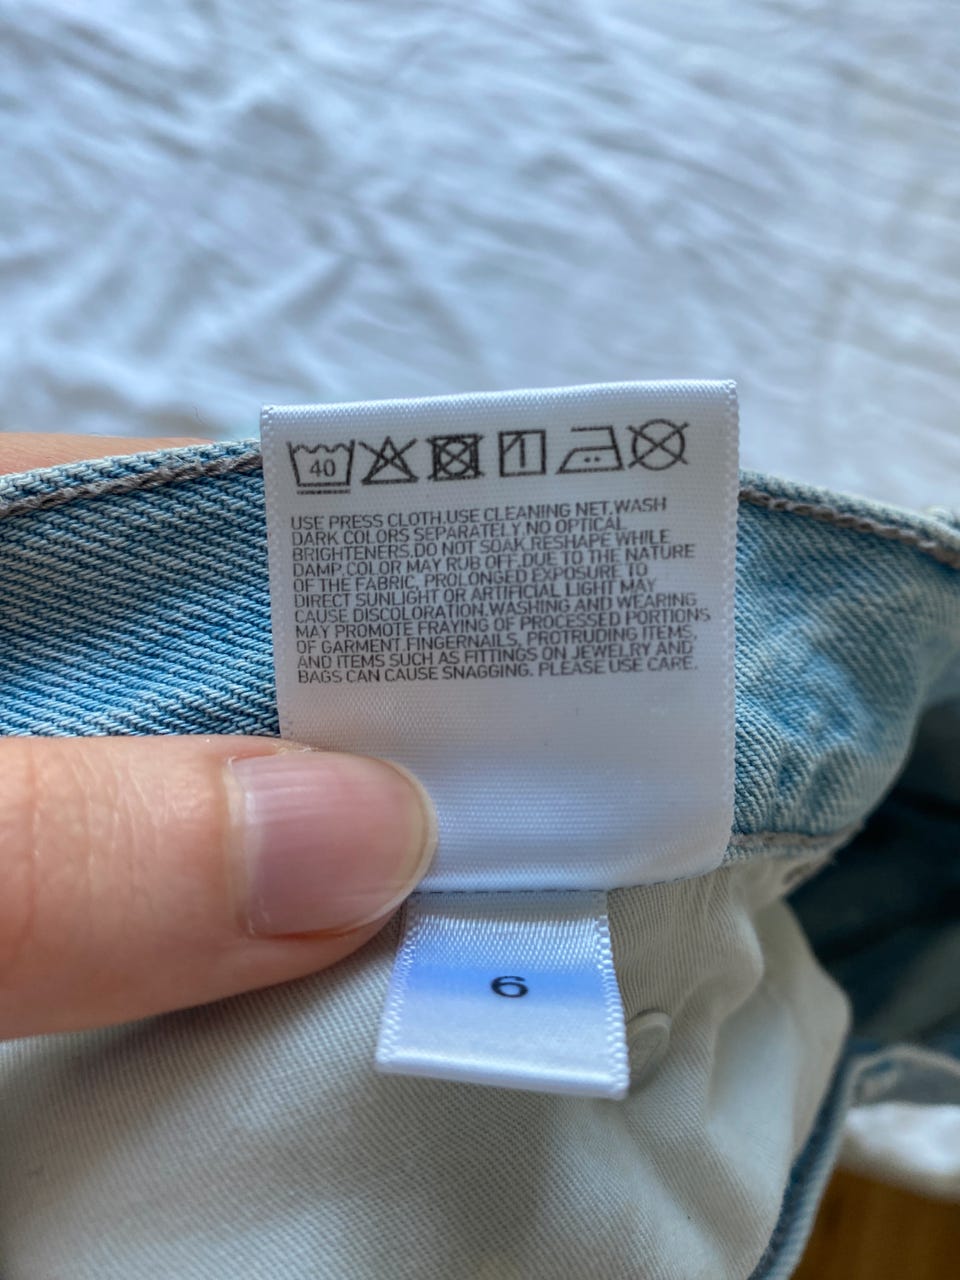 40
USE PRESS CLOTH.USE CLEANING NET.WASH
DARK COLORS SEPARATELY.NO OPTICAL
BRIGHTENERS.DO NOT SOAK.RESHAPE WHILE
DAMP.COLOR MAY RUB OFF.DUE TO THE NATURE
OF THE FABRIC, PROLONGED EXPOSURE TO
DIRECT SUNLIGHT OR ARTIFICIAL LIGHT MAY
CAUSE DISCOLORATION.WASHING AND WEARING
MAY PROMOTE FRAYING OF PROCESSED PORTIONS
OF GARMENT.FINGERNAILS, PROTRUDING ITEMS,
AND ITEMS SUCH AS FITTINGS ON JEWELRY AND
BAGS CAN CAUSE SNAGGING. PLEASE USE CARE.
6